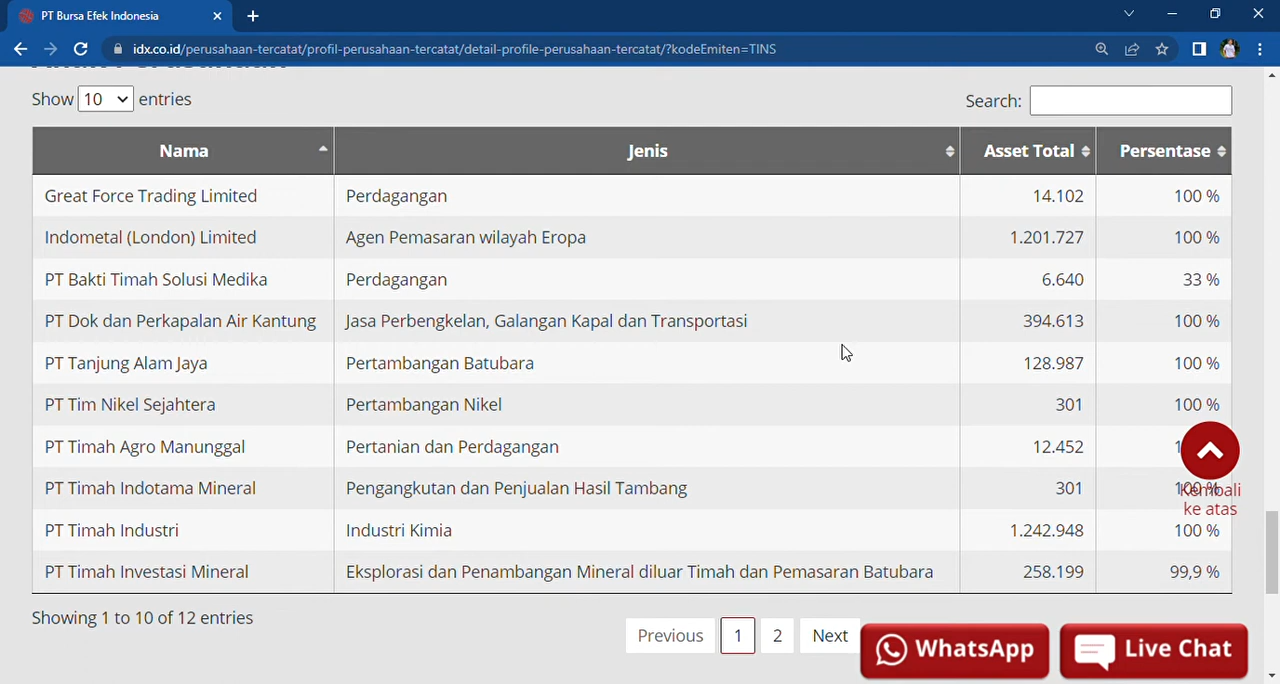 PT Bursa Efek Indonesia
idx.co.id/perusahaan-tercatat/profil-perusahaan-tercatat/detail-profile-perusahaan-tercatat/?kodeEmiten=TINS
Show 10 entries
Search:
Nama Jenis Asset Total Persentase
Great Force Trading Limited Perdagangan 14.102 100 %
Indometal (London) Limited Agen Pemasaran wilayah Eropa 1.201.727 100 %
PT Bakti Timah Solusi Medika Perdagangan 6.640 33 %
PT Dok dan Perkapalan Air Kantung Jasa Perbengkelan, Galangan Kapal dan Transportasi 394.613 100 %
PT Tanjung Alam Jaya Pertambangan Batubara 128.987 100 %
PT Tim Nikel Sejahtera Pertambangan Nikel 301 100 %
PT Timah Agro Manunggal Pertanian dan Perdagangan 12.452
PT Timah Indotama Mineral Pengangkutan dan Penjualan Hasil Tambang 301 100 %
Kembali
ke atas
PT Timah Industri Industri Kimia 1.242.948 100 %
PT Timah Investasi Mineral Eksplorasi dan Penambangan Mineral diluar Timah dan Pemasaran Batubara 258.199 99,9 %
Showing 1 to 10 of 12 entries
Previous 1 2 Next
WhatsApp
Live Chat